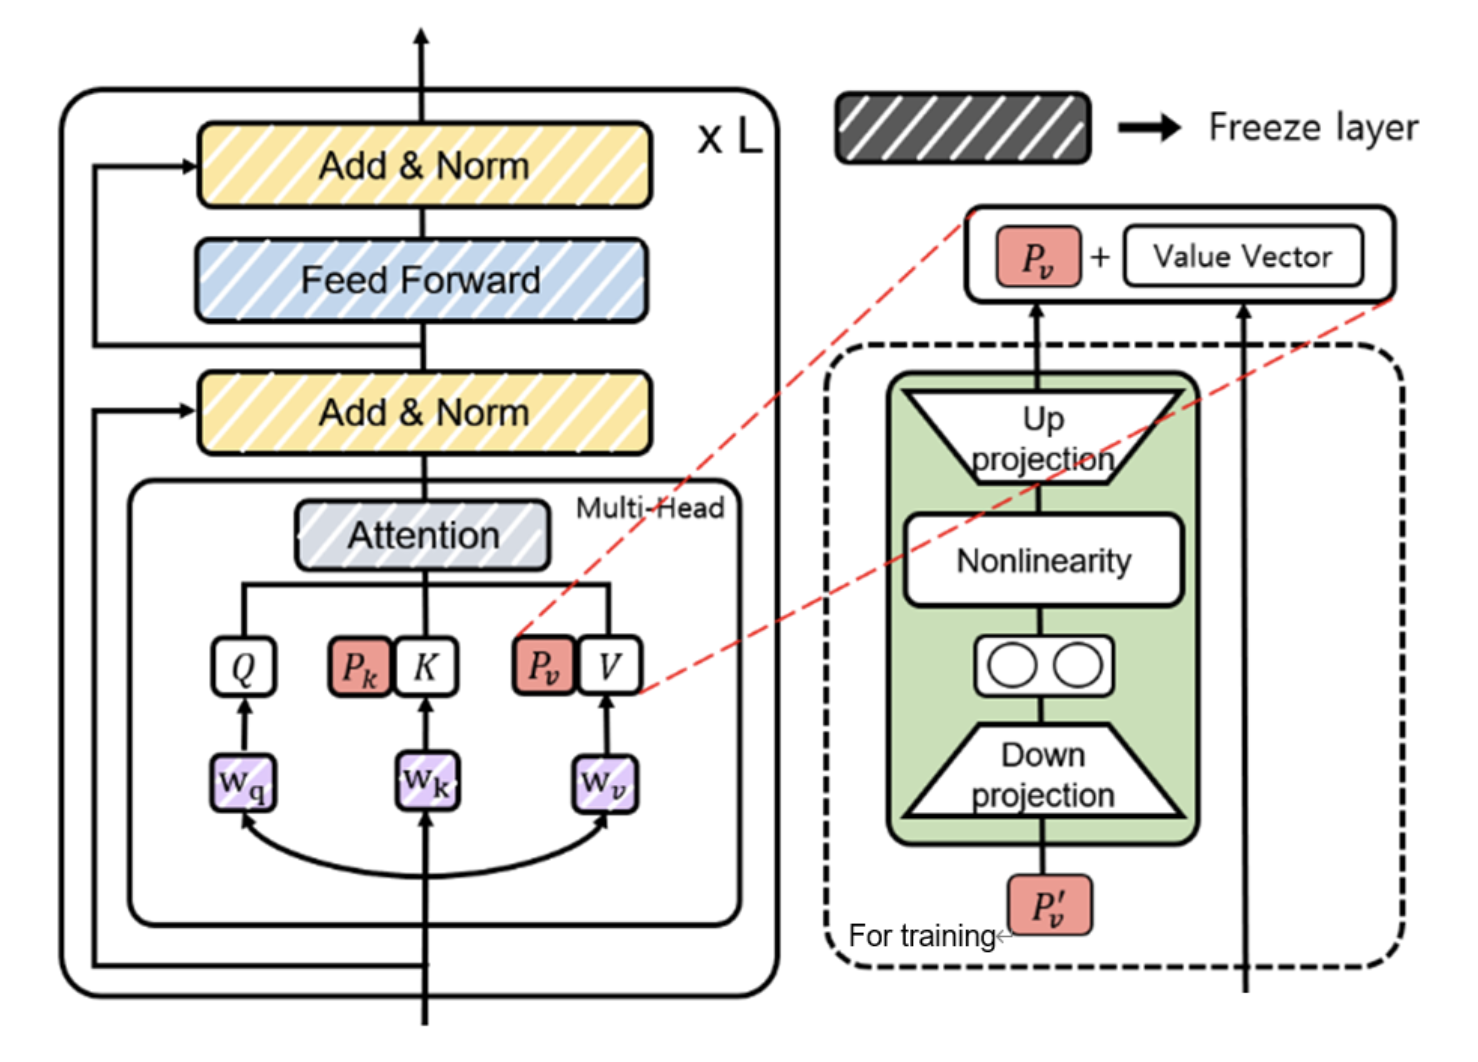 x L
Add & Norm
Feed Forward
Add & Norm
Multi-Head
Attention
Q
P_k K
P_v V
W_q
W_k
W_v
Freeze layer
P_v + Value Vector
Up
projection
Nonlinearity
Down
projection
P'_v
For training↵